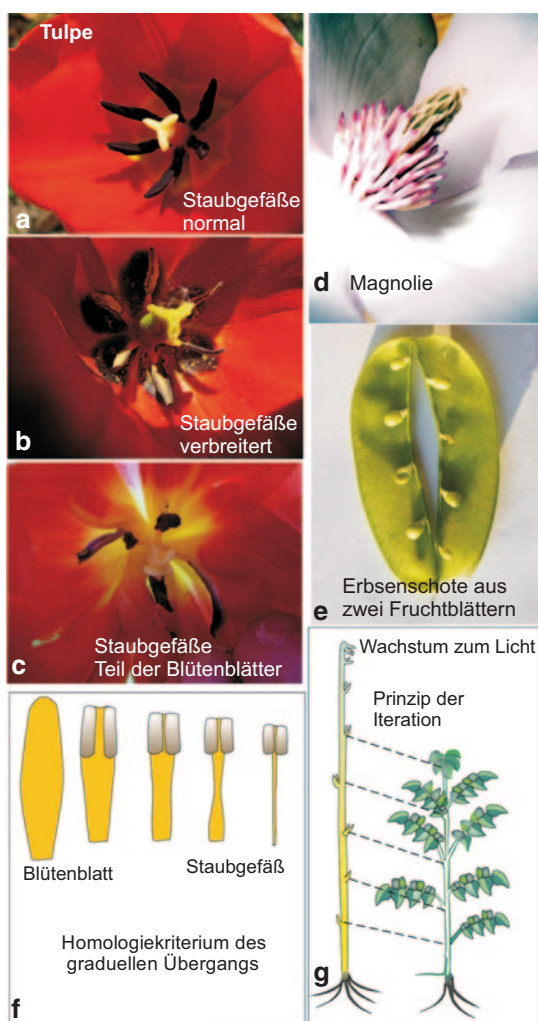 Tulpe
Staubgefäße
normal
a
Staubgefäße
verbreitert
b
Staubgefäße
Teil der Blütenblätter
c
Blütenblatt
Staubgefäß
Homologiekriterium des
graduellen Übergangs
f
d
Magnolie
Erbsenschote aus
zwei Fruchtblättern
e
Wachstum zum Licht
Prinzip der
Iteration
g